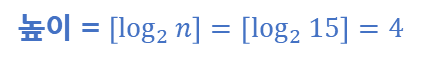 높이 = [log₂ n] = [log₂ 15] = 4